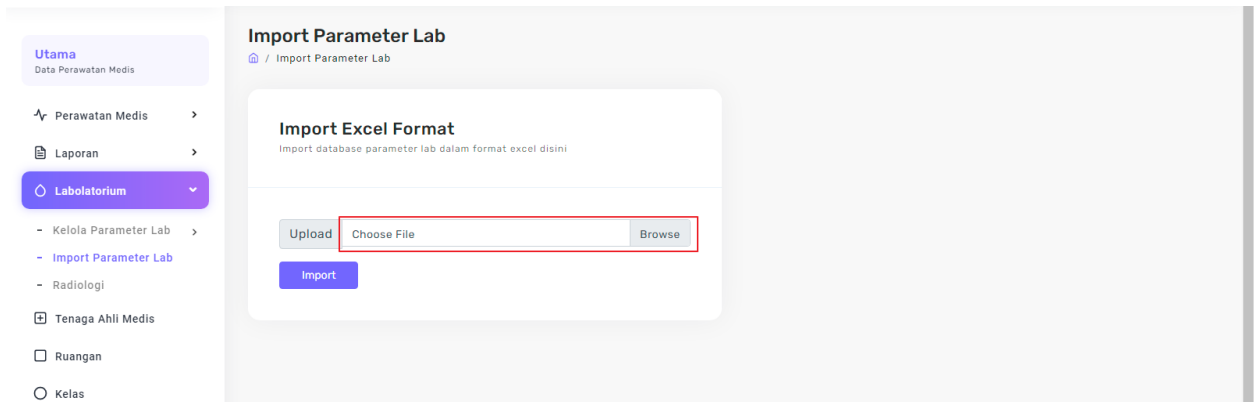 Utama
Data Perawatan Medis
Perawatan Medis
Laporan
Labolatorium
- Kelola Parameter Lab
- Import Parameter Lab
- Radiologi
Tenaga Ahli Medis
Ruangan
Kelas
Import Parameter Lab
/ Import Parameter Lab
Import Excel Format
Import database parameter lab dalam format excel disini
Upload Choose File Browse
Import